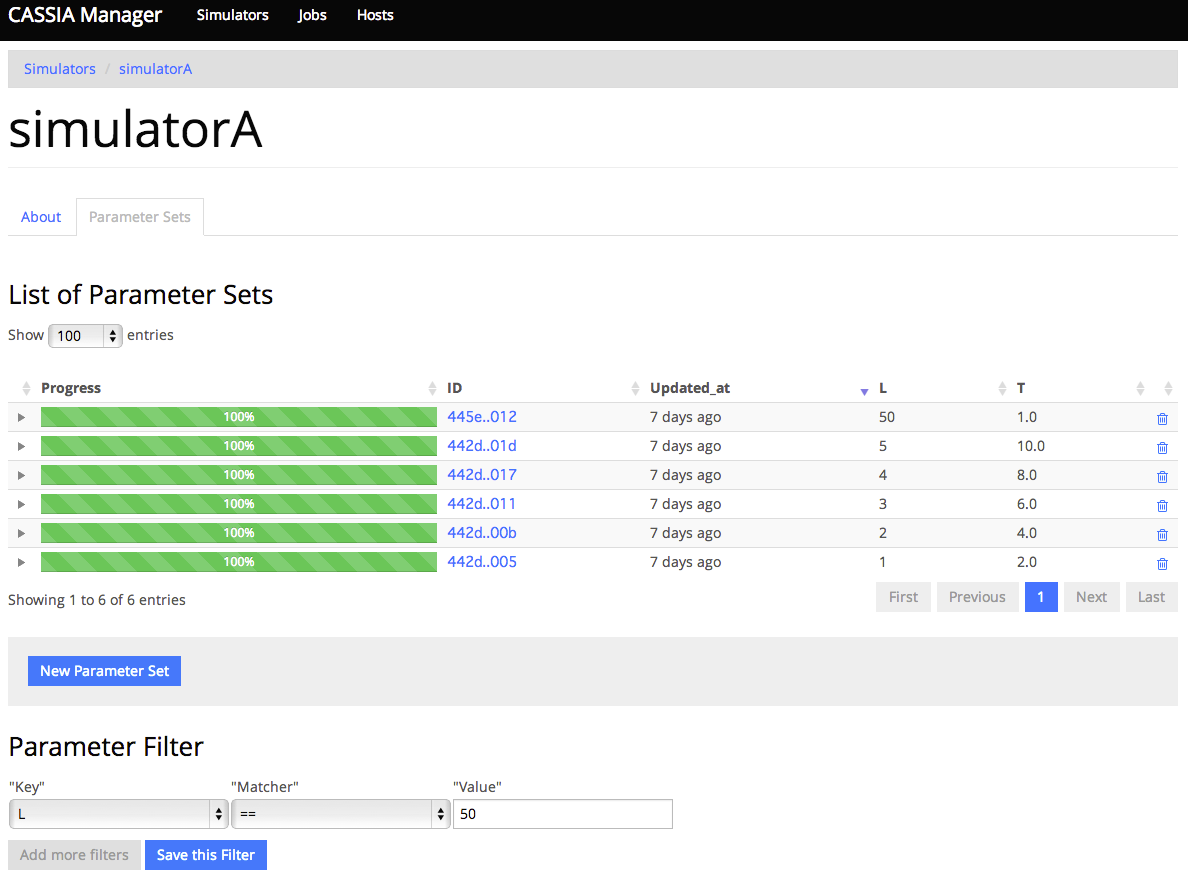 CASSIA Manager Simulators Jobs Hosts
Simulators / simulatorA
simulatorA
About Parameter Sets
List of Parameter Sets
Show 100 entries
Progress ID Updated_at L T
100% 445e..012 7 days ago 50 1.0
100% 442d..01d 7 days ago 5 10.0
100% 442d..017 7 days ago 4 8.0
100% 442d..011 7 days ago 3 6.0
100% 442d..00b 7 days ago 2 4.0
100% 442d..005 7 days ago 1 2.0
Showing 1 to 6 of 6 entries First Previous 1 Next Last
New Parameter Set
Parameter Filter
"Key" "Matcher" "Value"
L == 50
Add more filters Save this Filter